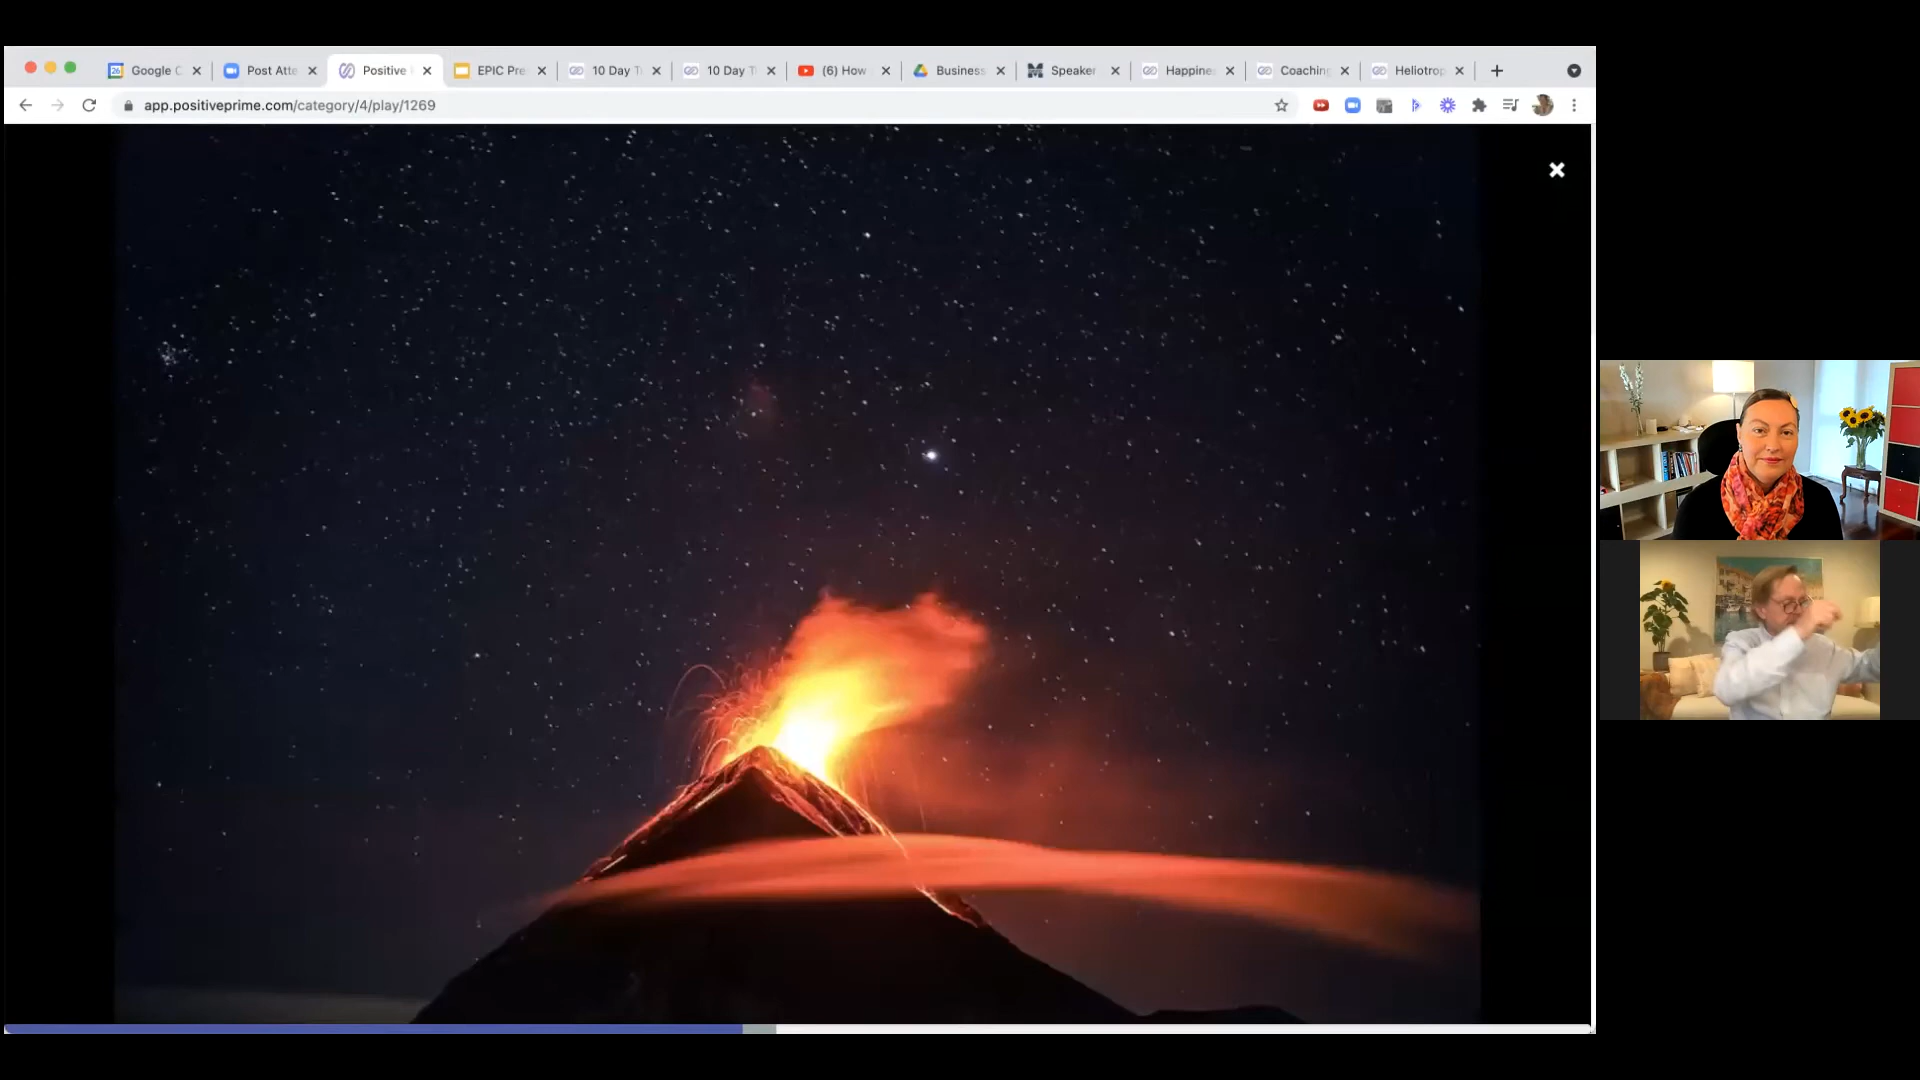 Google C
Post Atte
Positive
EPIC Pre
10 Day T
10 Day T
(6) How
Business
Speaker
Happine
Coaching
Heliotrop
app.positiveprime.com/category/4/play/1269